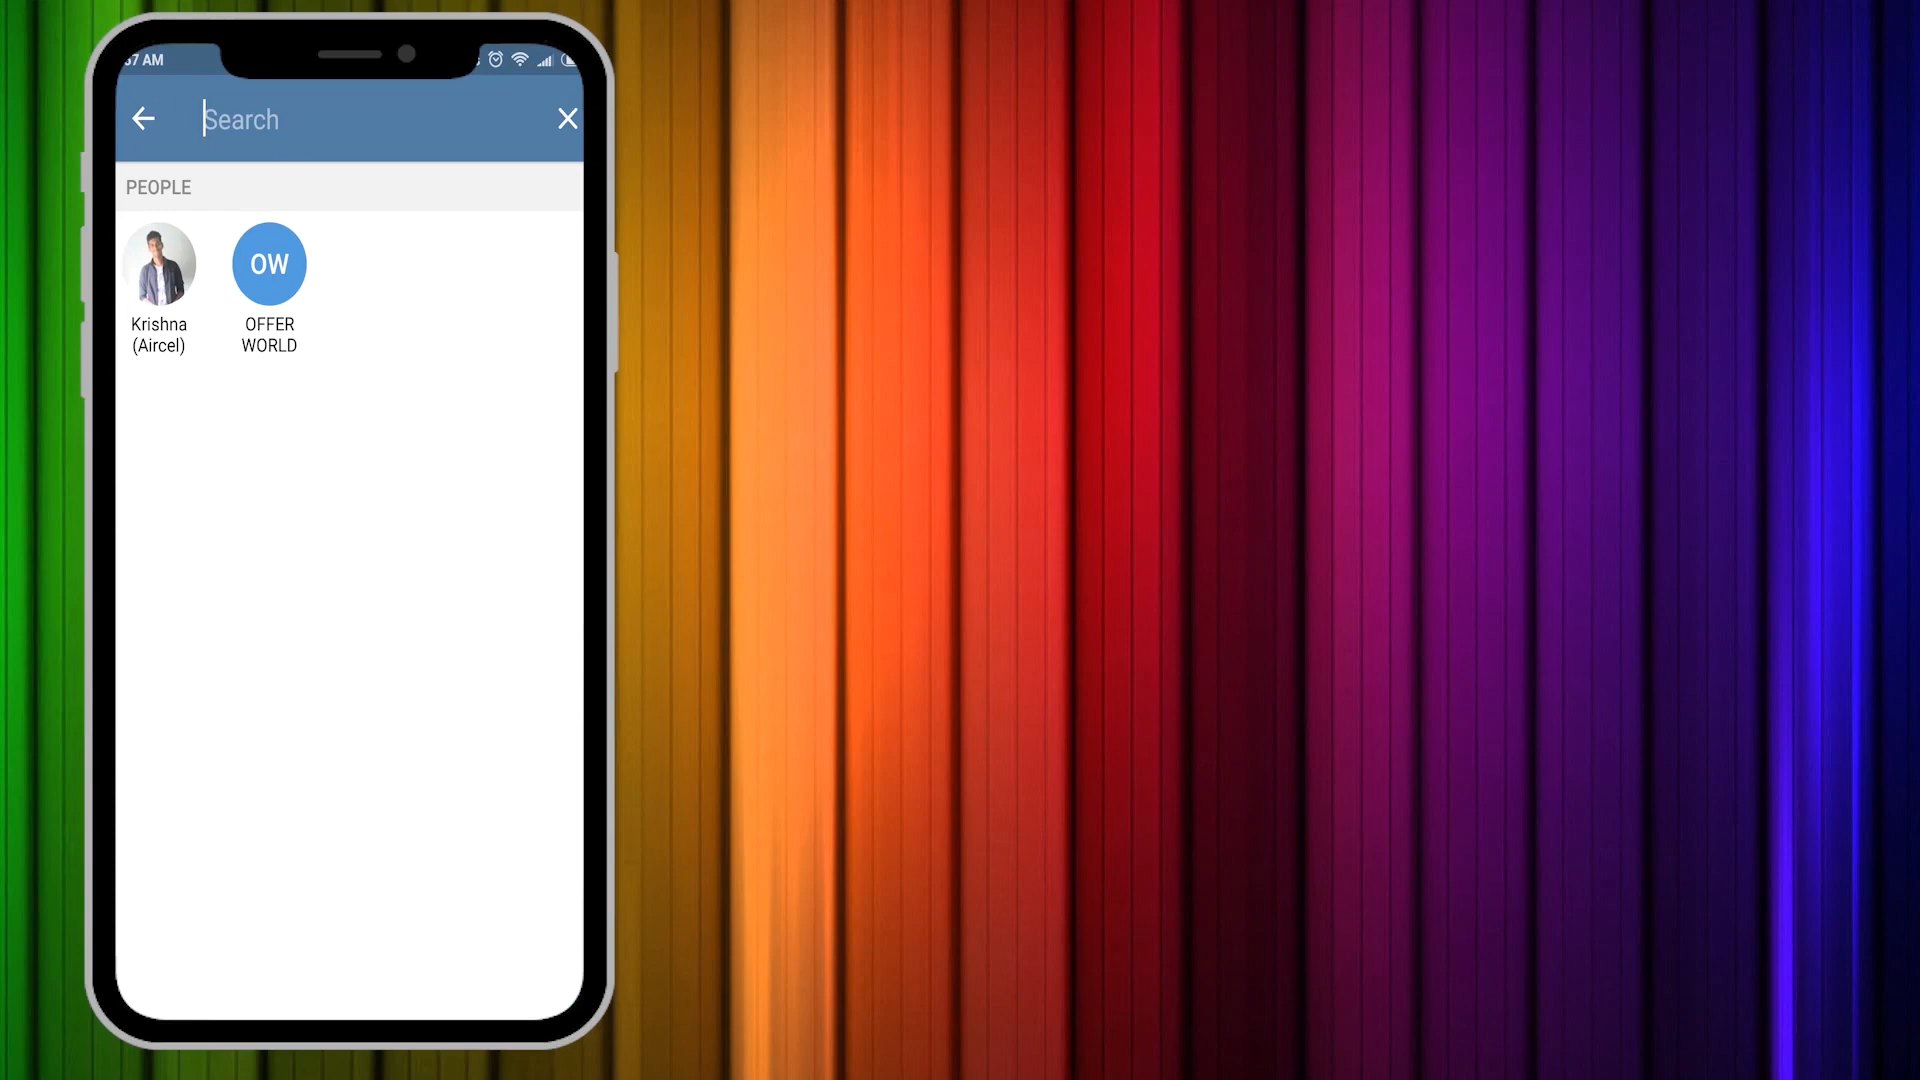 57 AM
Search
PEOPLE
OW
Krishna
(Aircel)
OFFER
WORLD